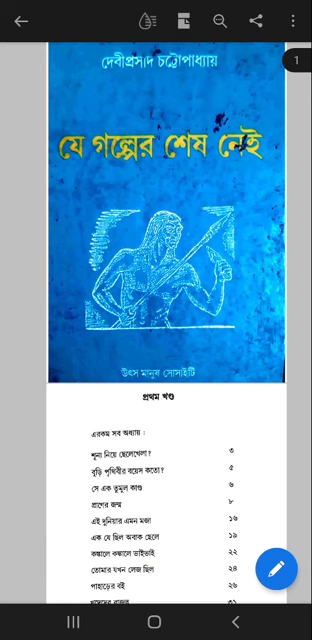 1
দেবীপ্রসাদ চট্টোপাধ্যায়
যে গল্পের শেষ নেই
উৎস মানুষ সোসাইটি
প্রথম খণ্ড
এরকম সব অধ্যায় :
শূন্য নিয়ে ছেলেখেলা? ৩
বুড়ি পৃথিবীর বয়েস কতো? ৫
সে এক তুমুল কাণ্ড ৬
প্রাণের জন্ম ৮
এই দুনিয়ার এমন মজা ১৬
এক যে ছিল অবাক ছেলে ১৯
কঙ্কালে কঙ্কালে ভাইভাই ২২
তোমার যখন লেজ ছিল ২৪
পাহাড়ের বই ২৬
৩১